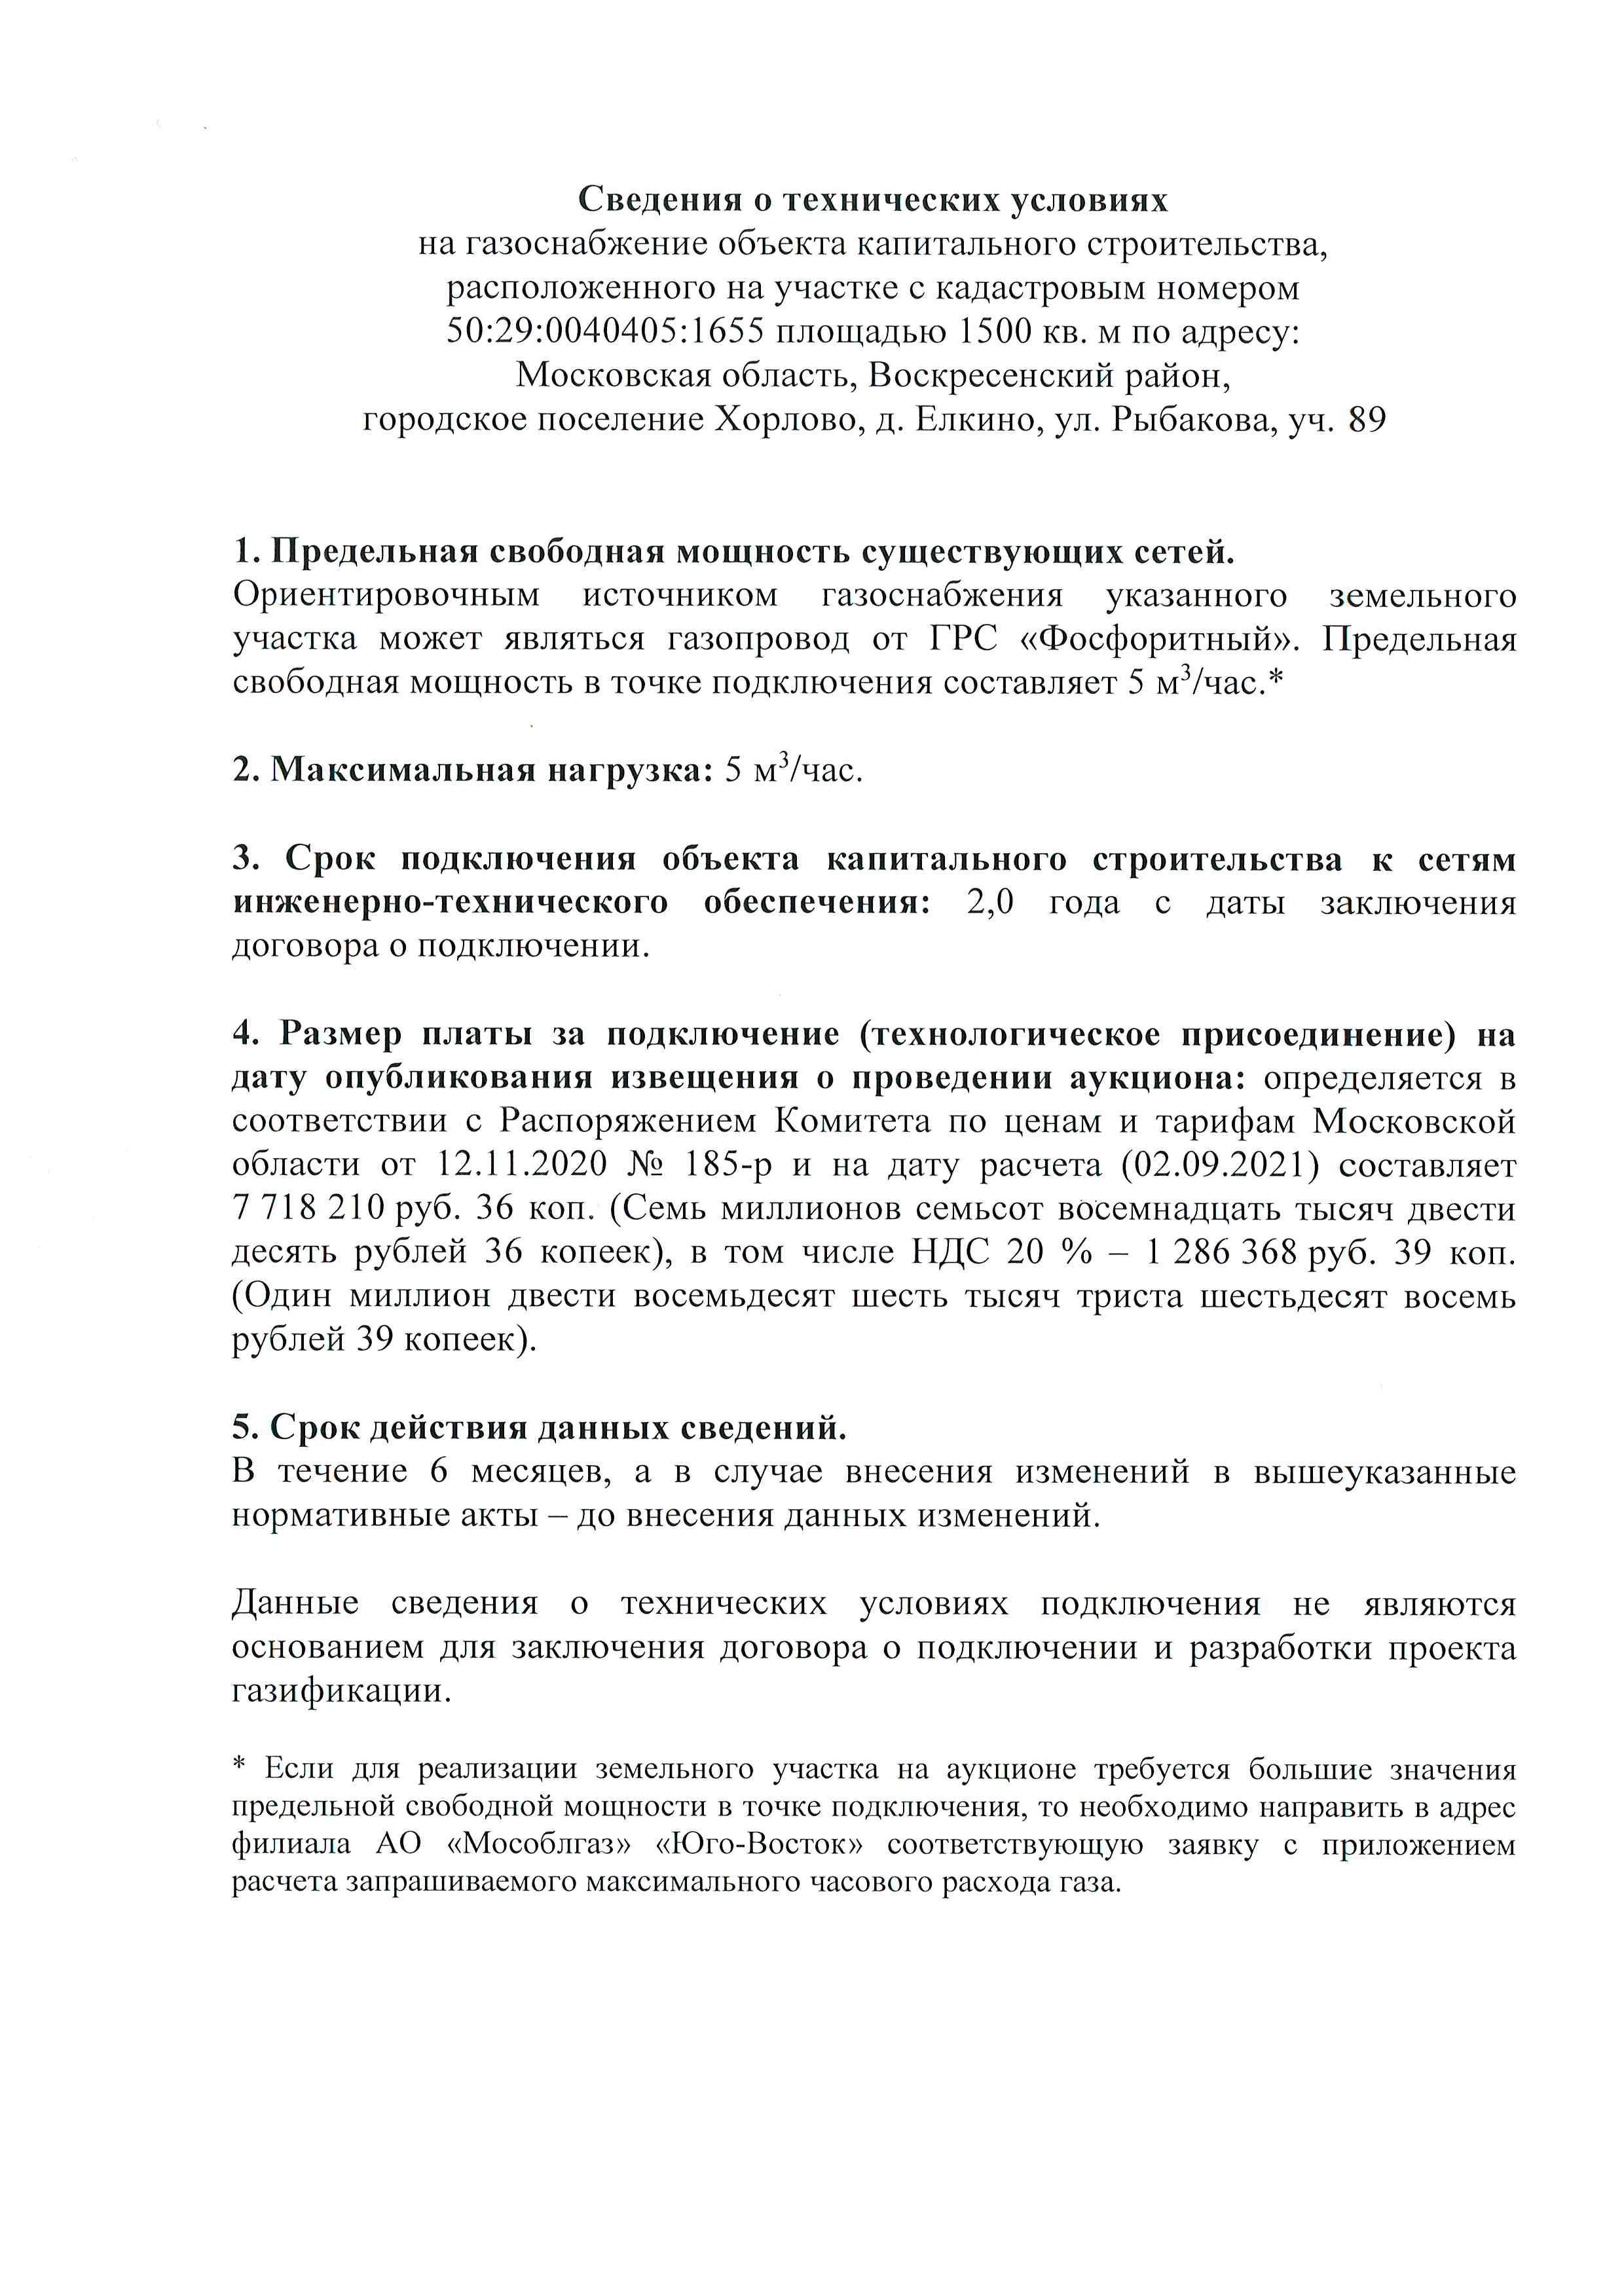 Сведения о технических условиях
на газоснабжение объекта капитального строительства,
расположенного на участке с кадастровым номером
50:29:0040405:1655 площадью 1500 кв. м по адресу:
Московская область, Воскресенский район,
городское поселение Хорлово, д. Елкино, ул. Рыбакова, уч. 89
1. Предельная свободная мощность существующих сетей.
Ориентировочным источником газоснабжения указанного земельного
участка может являться газопровод от ГРС «Фосфоритный». Предельная
свободная мощность в точке подключения составляет 5 м³/час.*
2. Максимальная нагрузка: 5 м³/час.
3. Срок подключения объекта капитального строительства к сетям
инженерно-технического обеспечения: 2,0 года с даты заключения
договора о подключении.
4. Размер платы за подключение (технологическое присоединение) на
дату опубликования извещения о проведении аукциона: определяется в
соответствии с Распоряжением Комитета по ценам и тарифам Московской
области от 12.11.2020 № 185-р и на дату расчета (02.09.2021) составляет
7 718 210 руб. 36 коп. (Семь миллионов семьсот восемнадцать тысяч двести
десять рублей 36 копеек), в том числе НДС 20 % – 1 286 368 руб. 39 коп.
(Один миллион двести восемьдесят шесть тысяч триста шестьдесят восемь
рублей 39 копеек).
5. Срок действия данных сведений.
В течение 6 месяцев, а в случае внесения изменений в вышеуказанные
нормативные акты – до внесения данных изменений.
Данные сведения о технических условиях подключения не являются
основанием для заключения договора о подключении и разработки проекта
газификации.
* Если для реализации земельного участка на аукционе требуется большие значения
предельной свободной мощности в точке подключения, то необходимо направить в адрес
филиала АО «Мособлгаз» «Юго-Восток» соответствующую заявку с приложением
расчета запрашиваемого максимального часового расхода газа.